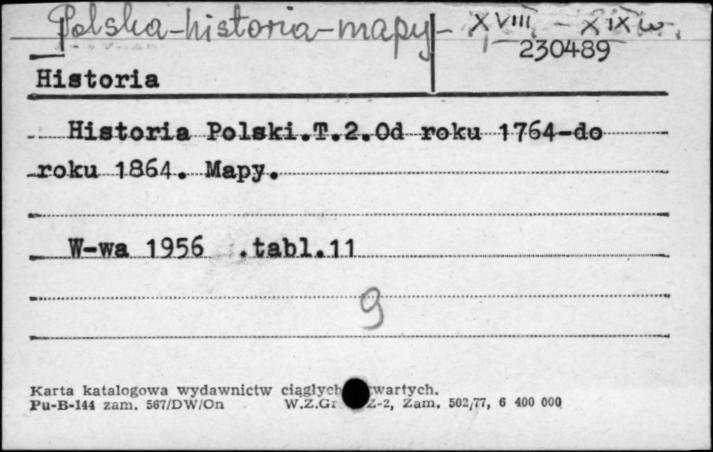 Polska-historia-mapy- XVIII - XIX w.
230489
Historia
Historia Polski.T.2.Od roku 1764-do
roku 1864. Mapy.
W-wa 1956 .tabl.11
9
Karta katalogowa wydawnictw ciągłych wartych.
Pu-B-144 zam. 567/DW/On W.Z.Gr Z-2, Zam. 502/77, 6 400 000